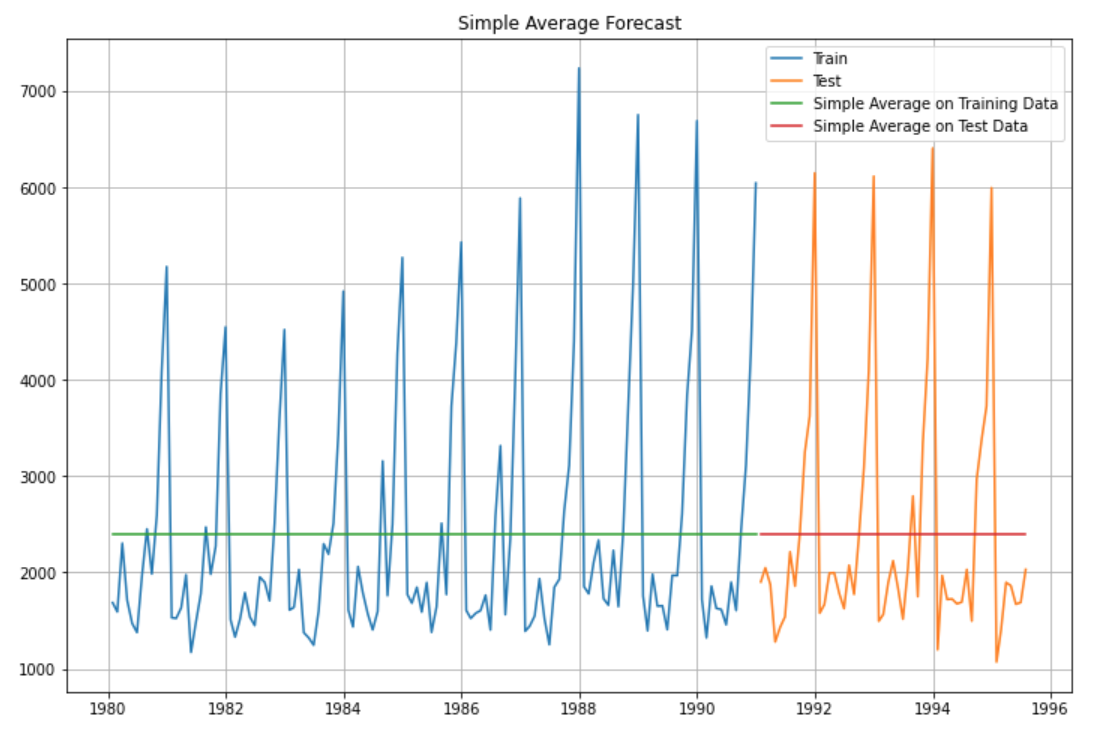 Simple Average Forecast
Train
Test
Simple Average on Training Data
Simple Average on Test Data
7000
6000
5000
4000
3000
2000
1000
1980 1982 1984 1986 1988 1990 1992 1994 1996